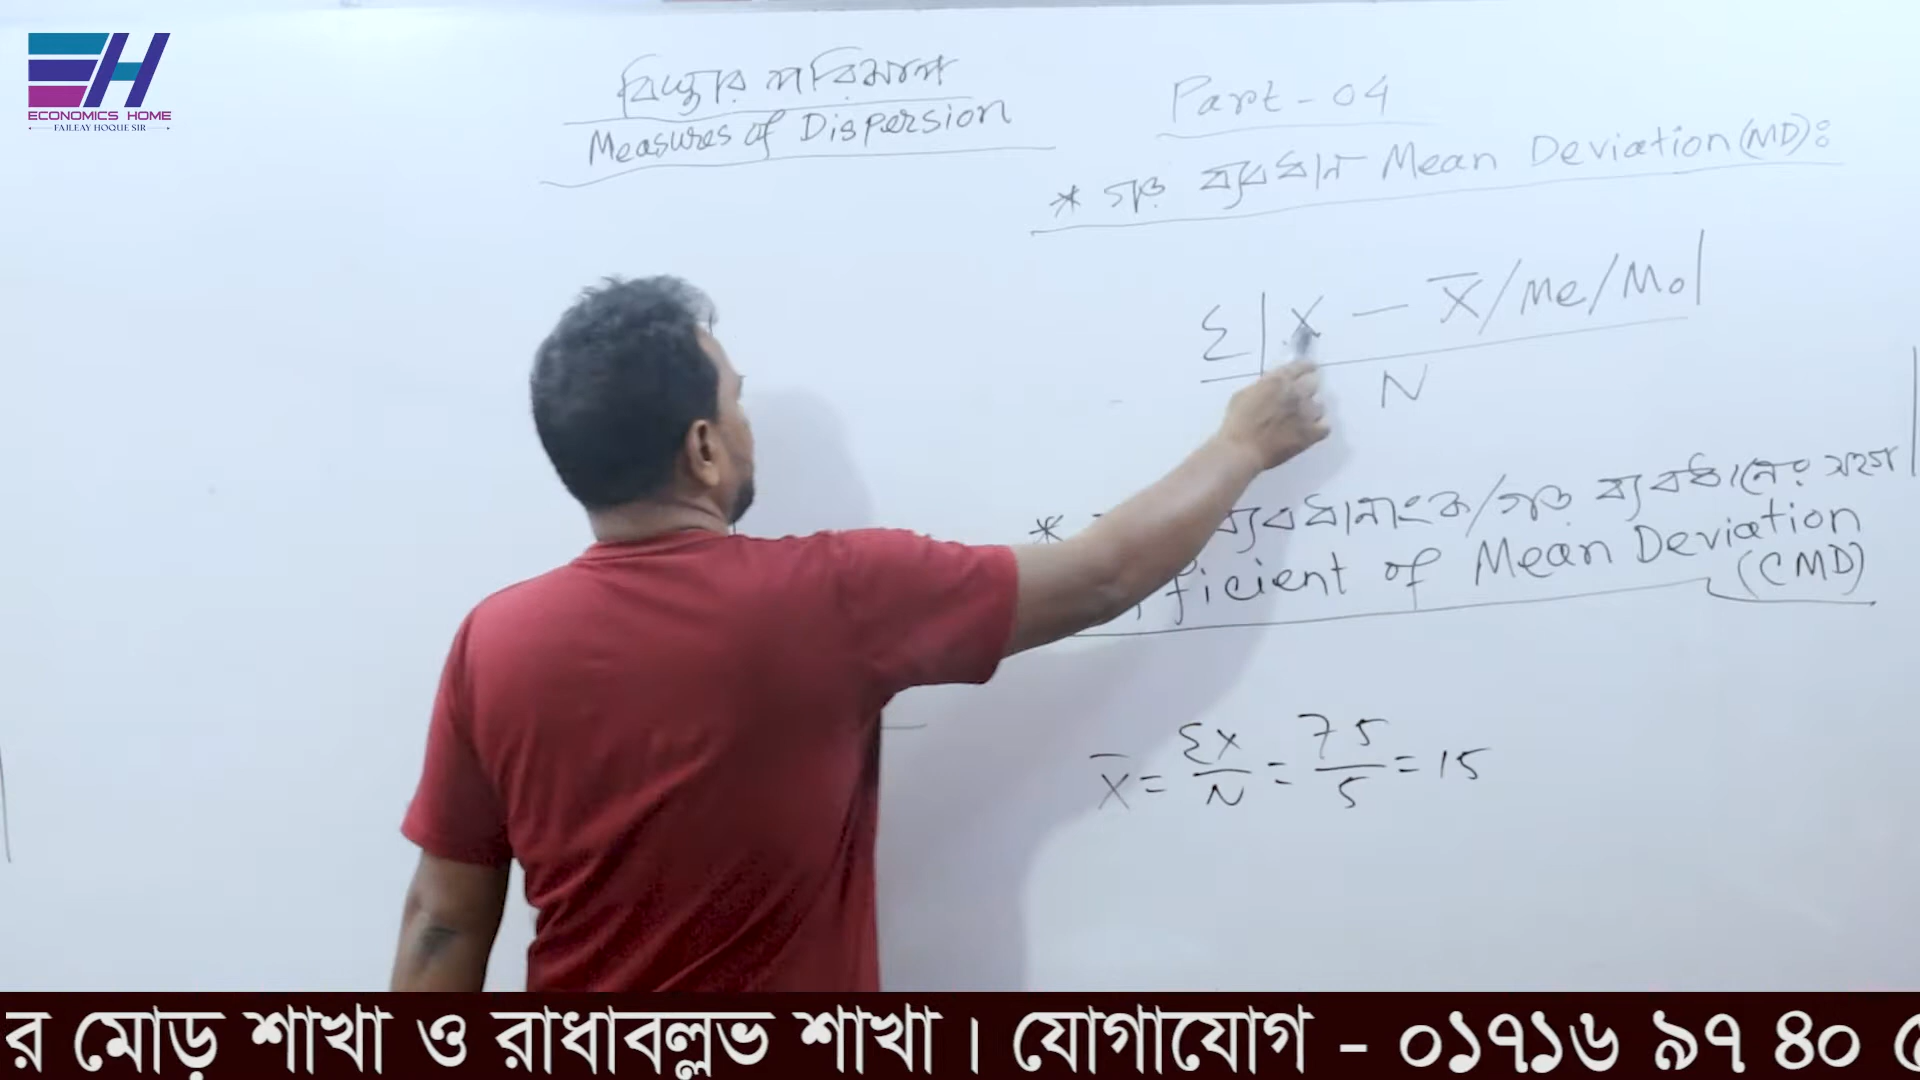 ECONOMICS HOME
FAILEAY HOQUE SIR
বিস্তার পরিমাপ
Measures of Dispersion
Part-04
* গড় ব্যবধান Mean Deviation (MD):
Σ|X - X̄/Me/Mo|
N
* ব্যবধানাংক/গড় ব্যবধানের সহগ
ficient of Mean Deviation
(CMD)
X̄ = ΣX/N = 75/5 = 15
র মোড় শাখা ও রাধাবল্লভ শাখা। যোগাযোগ - ০১৭১৬ ৯৭ ৪০ ৫